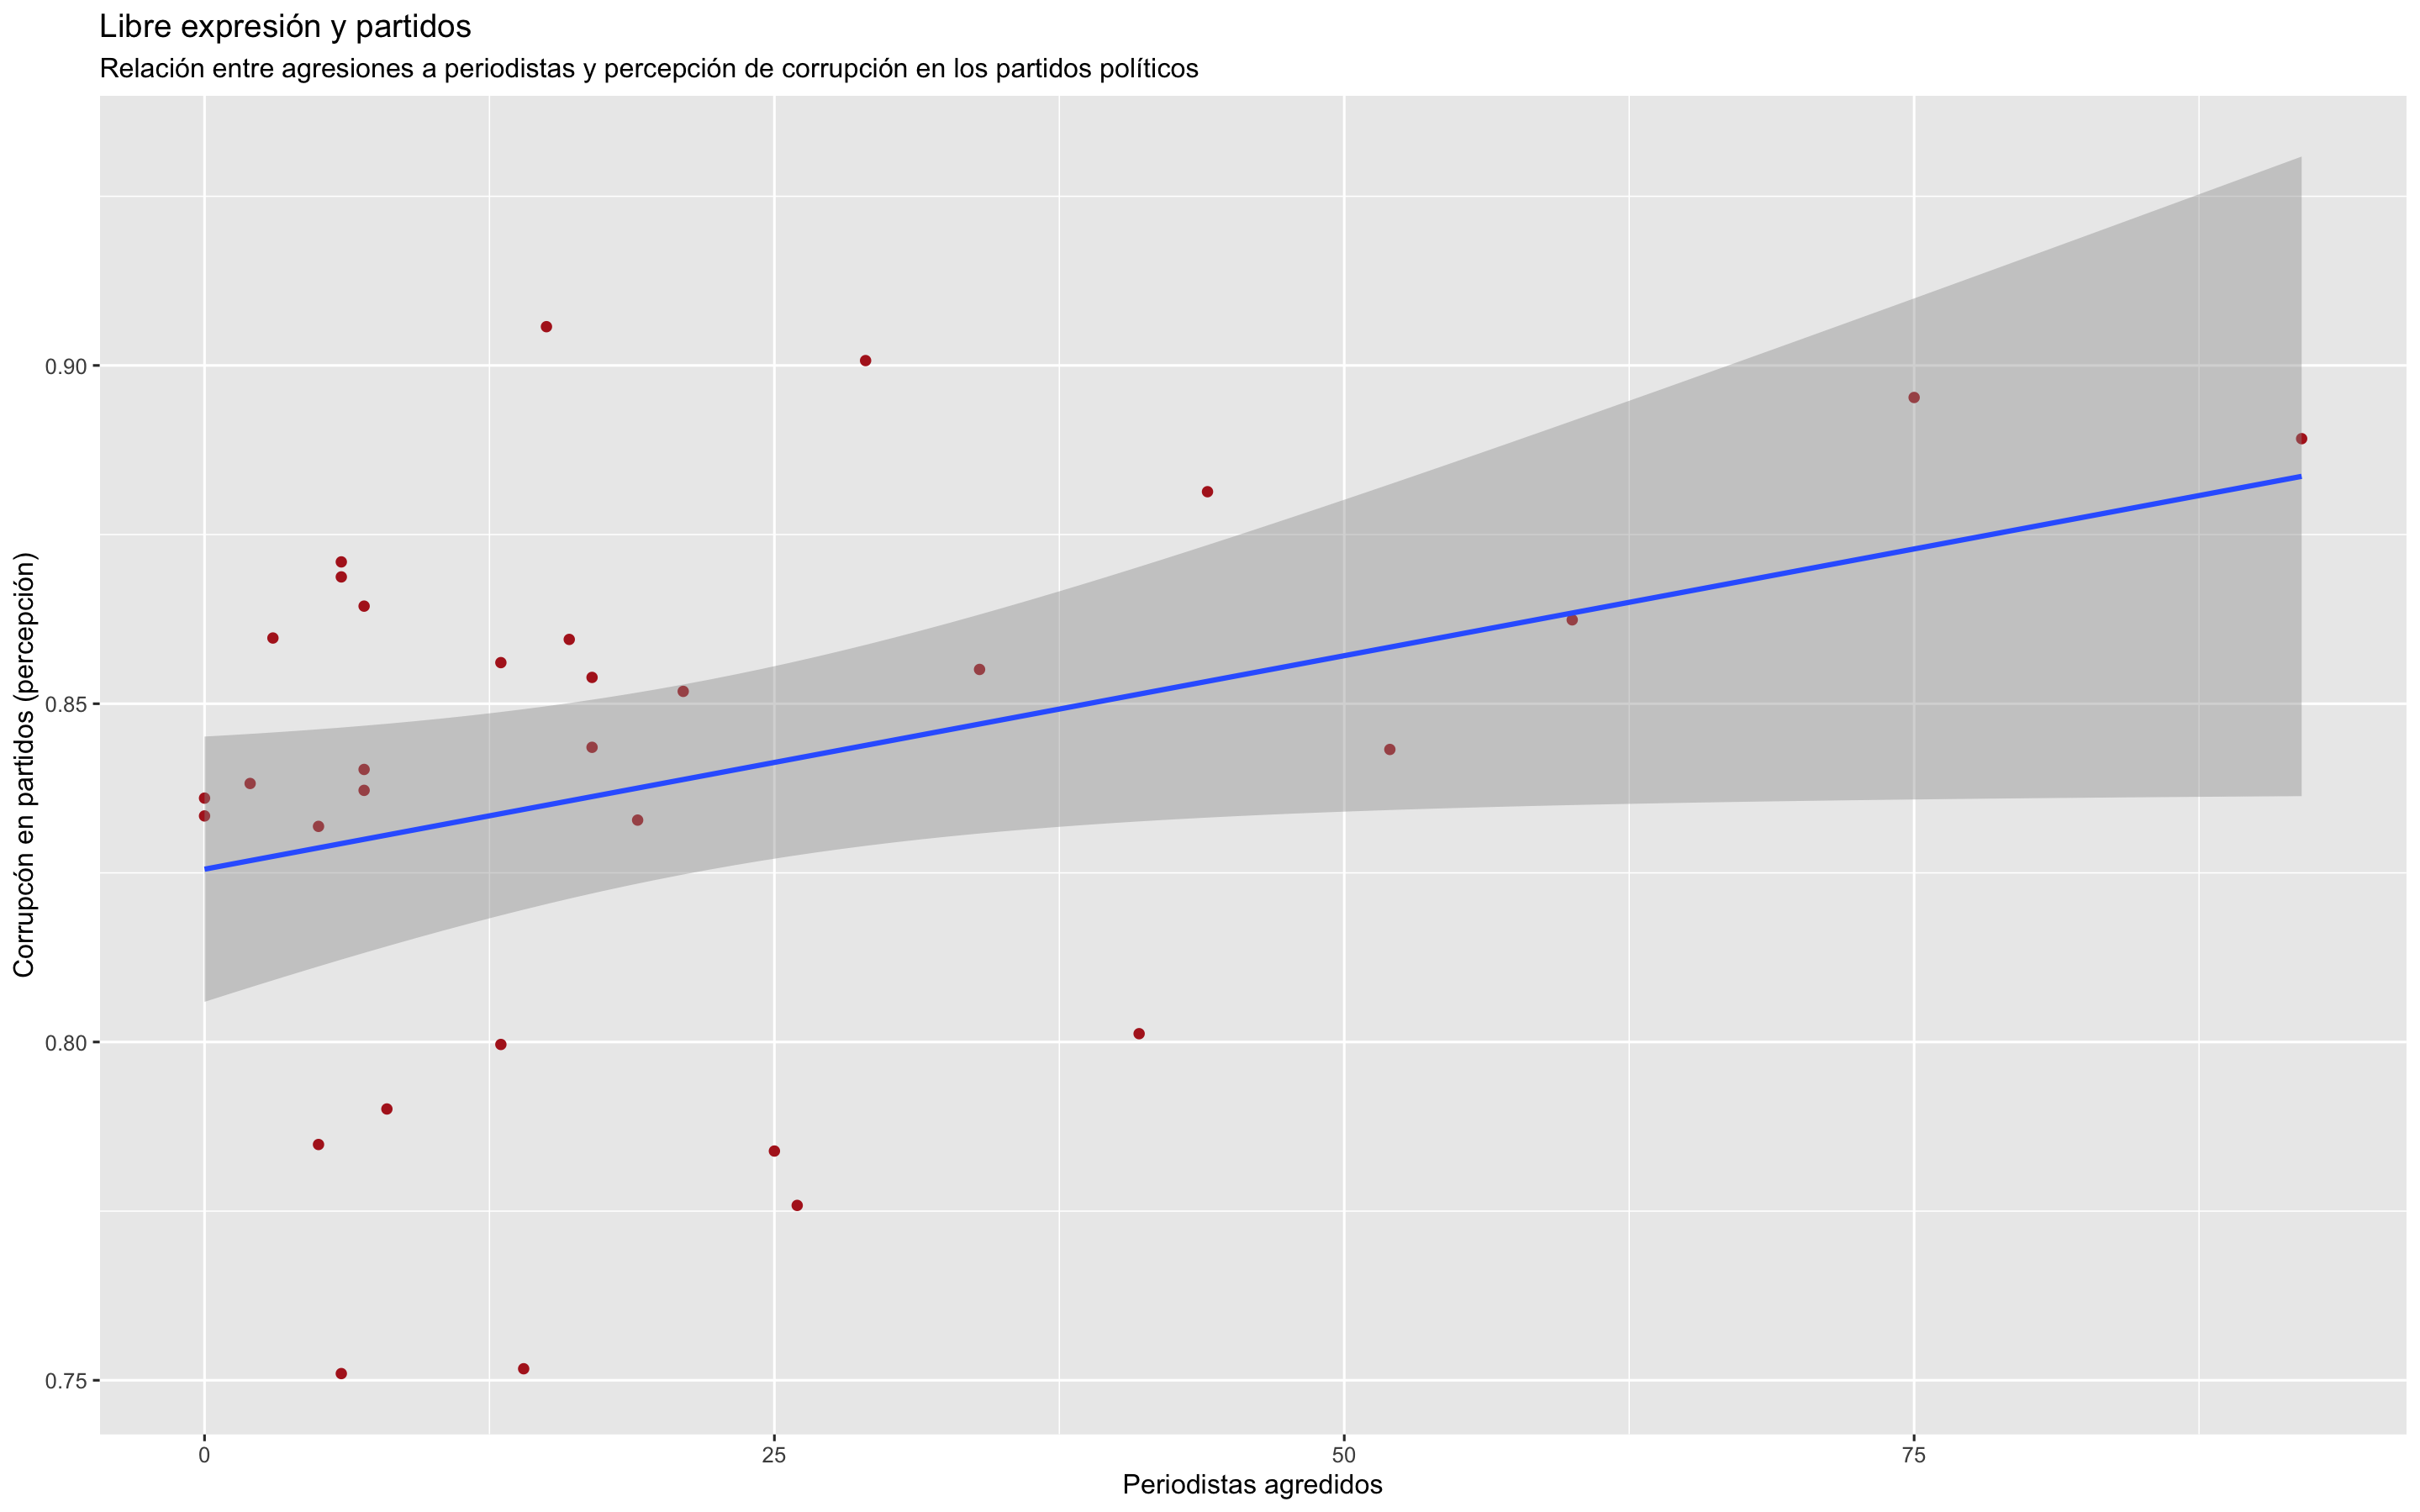 Libre expresión y partidos
Relación entre agresiones a periodistas y percepción de corrupción en los partidos políticos
Corrupcón en partidos (percepción)
0.90
0.85
0.80
0.75
0
25
50
75
Periodistas agredidos